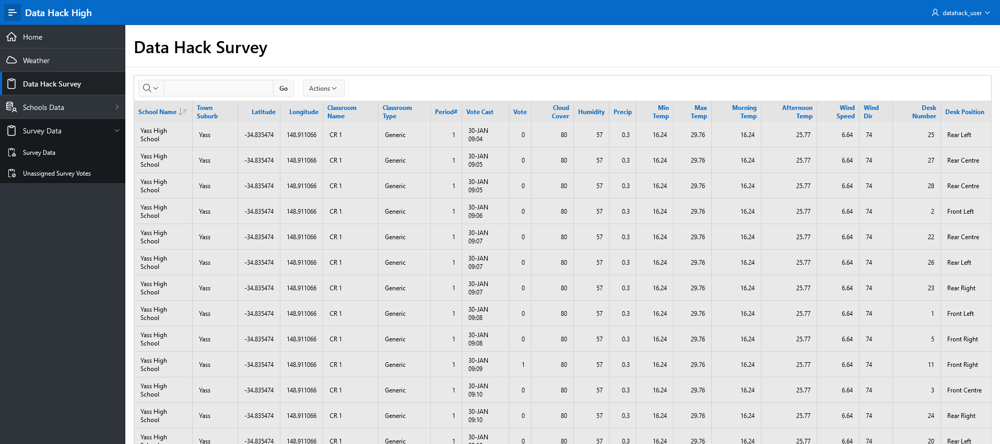 Data Hack High
datahack_user
Home
Weather
Data Hack Survey
Schools Data
Survey Data
Survey Data
Unassigned Survey Votes
Data Hack Survey
Go
Actions
School Name Town Suburb Latitude Longitude Classroom Name Classroom Type Period# Vote Cast Vote Cloud Cover Humidity Precip Min Temp Max Temp Morning Temp Afternoon Temp Wind Speed Wind Dir Desk Number Desk Position
Yass High School Yass -34.835474 148.911066 CR 1 Generic 1 30-JAN 09:04 0 80 57 0.3 16.24 29.76 16.24 25.77 6.64 74 25 Rear Left
Yass High School Yass -34.835474 148.911066 CR 1 Generic 1 30-JAN 09:05 0 80 57 0.3 16.24 29.76 16.24 25.77 6.64 74 27 Rear Centre
Yass High School Yass -34.835474 148.911066 CR 1 Generic 1 30-JAN 09:05 0 80 57 0.3 16.24 29.76 16.24 25.77 6.64 74 28 Rear Centre
Yass High School Yass -34.835474 148.911066 CR 1 Generic 1 30-JAN 09:06 0 80 57 0.3 16.24 29.76 16.24 25.77 6.64 74 2 Front Left
Yass High School Yass -34.835474 148.911066 CR 1 Generic 1 30-JAN 09:07 0 80 57 0.3 16.24 29.76 16.24 25.77 6.64 74 22 Rear Centre
Yass High School Yass -34.835474 148.911066 CR 1 Generic 1 30-JAN 09:07 0 80 57 0.3 16.24 29.76 16.24 25.77 6.64 74 26 Rear Left
Yass High School Yass -34.835474 148.911066 CR 1 Generic 1 30-JAN 09:07 0 80 57 0.3 16.24 29.76 16.24 25.77 6.64 74 23 Rear Right
Yass High School Yass -34.835474 148.911066 CR 1 Generic 1 30-JAN 09:08 0 80 57 0.3 16.24 29.76 16.24 25.77 6.64 74 1 Front Left
Yass High School Yass -34.835474 148.911066 CR 1 Generic 1 30-JAN 09:08 0 80 57 0.3 16.24 29.76 16.24 25.77 6.64 74 5 Front Right
Yass High School Yass -34.835474 148.911066 CR 1 Generic 1 30-JAN 09:09 1 80 57 0.3 16.24 29.76 16.24 25.77 6.64 74 11 Front Right
Yass High School Yass -34.835474 148.911066 CR 1 Generic 1 30-JAN 09:10 0 80 57 0.3 16.24 29.76 16.24 25.77 6.64 74 3 Front Centre
Yass High School Yass -34.835474 148.911066 CR 1 Generic 1 30-JAN 09:10 0 80 57 0.3 16.24 29.76 16.24 25.77 6.64 74 24 Rear Right
Yass High School Yass -34.835474 148.911066 CR 1 Generic 1 30-JAN 0 80 57 0.3 16.24 29.76 16.24 25.77 6.64 74 20 Rear Left